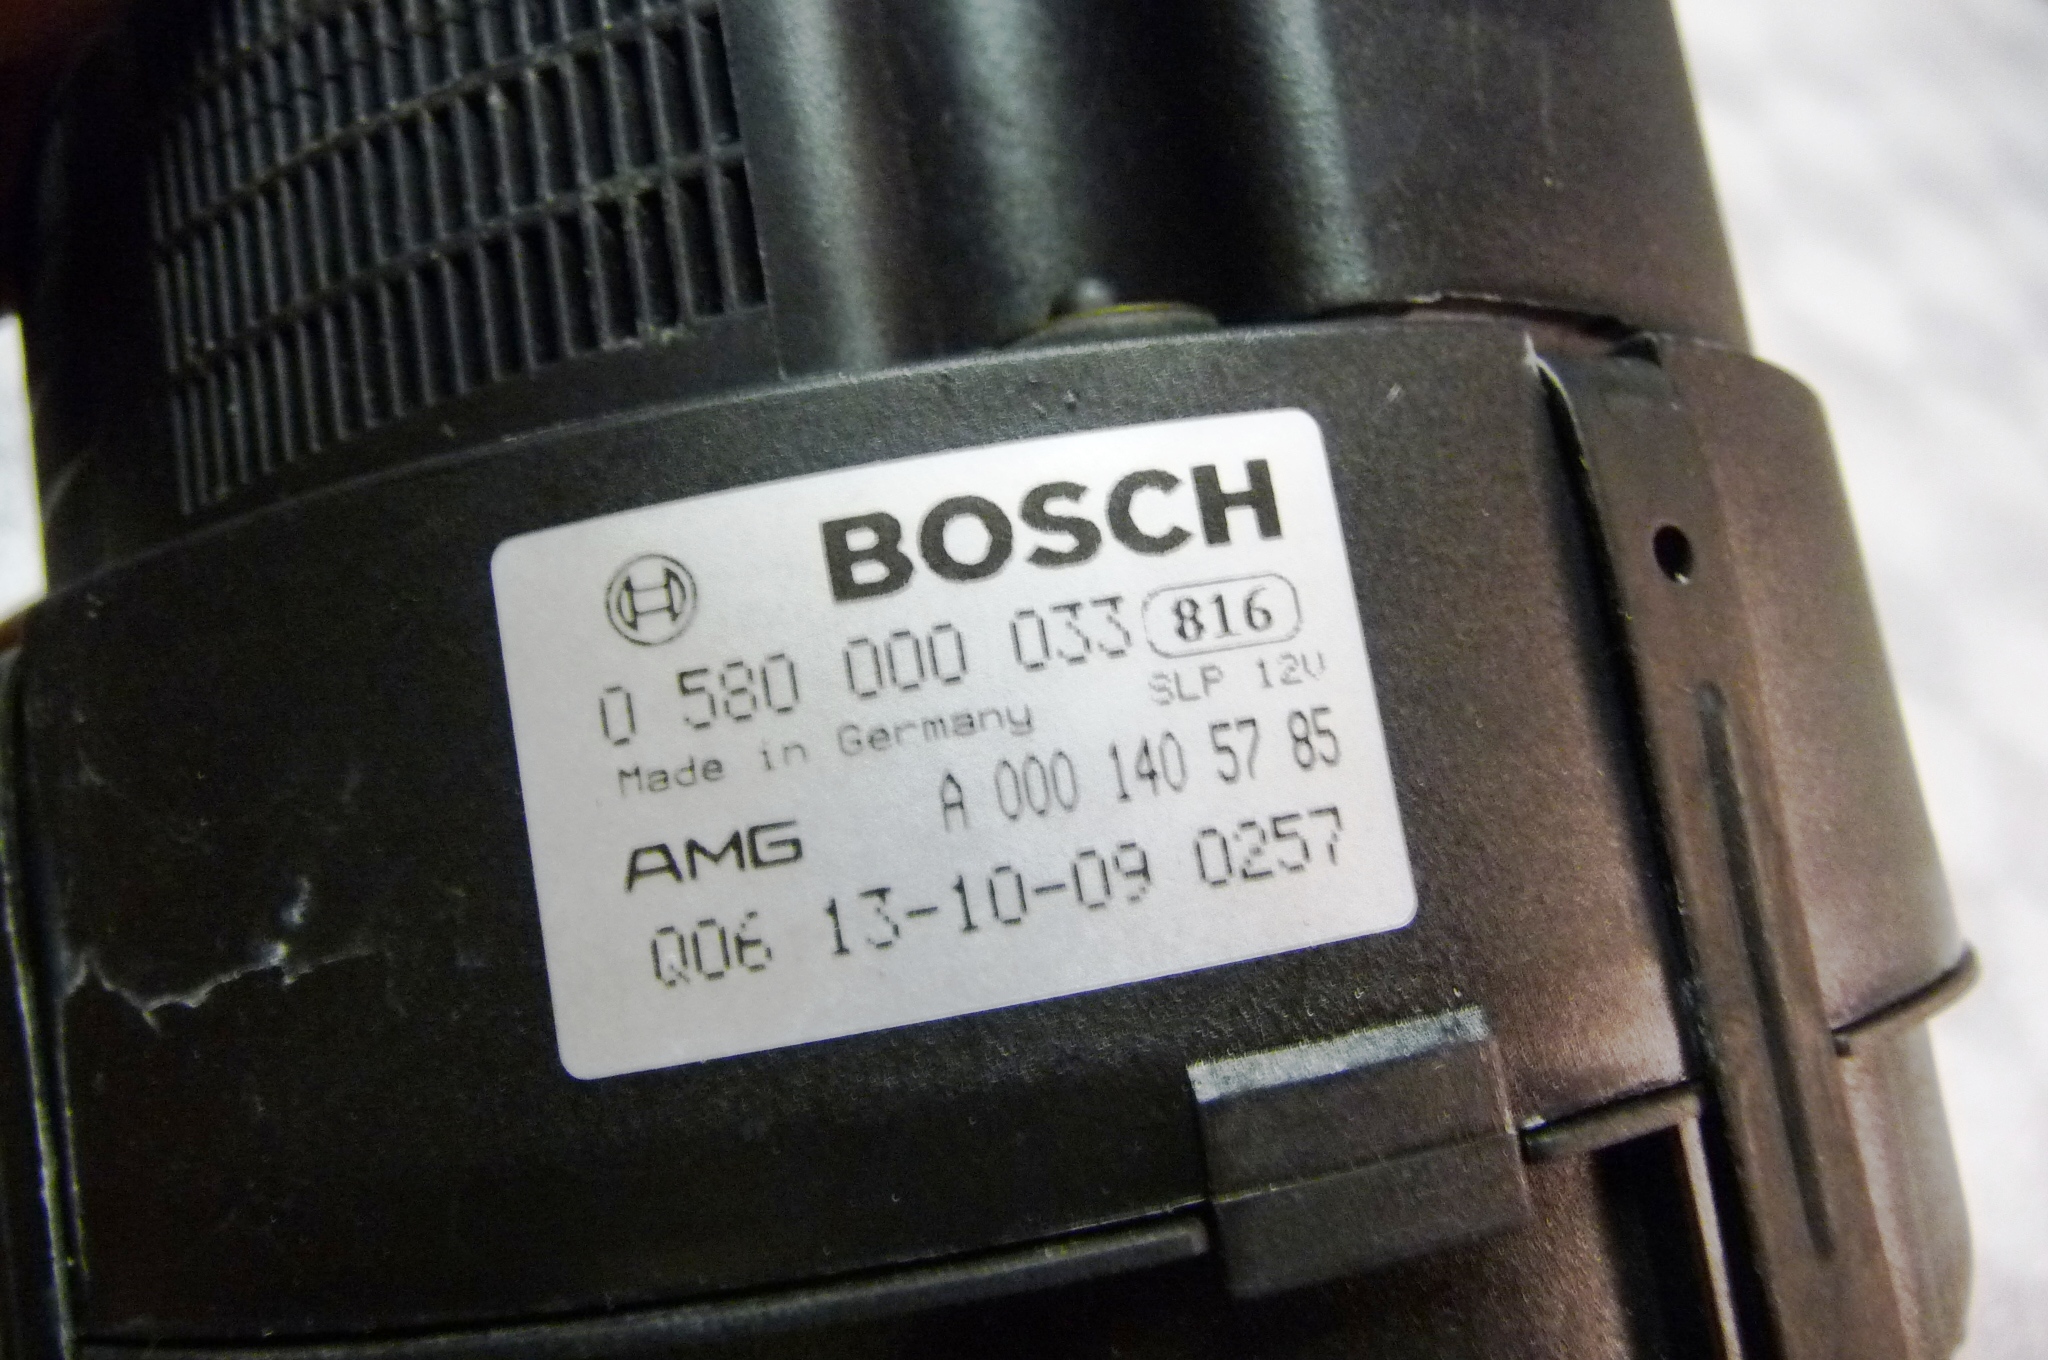 BOSCH
0 580 000 033 816
SLP 12V
Made in Germany
A 000 140 57 85
AMG
Q06 13-10-09 0257